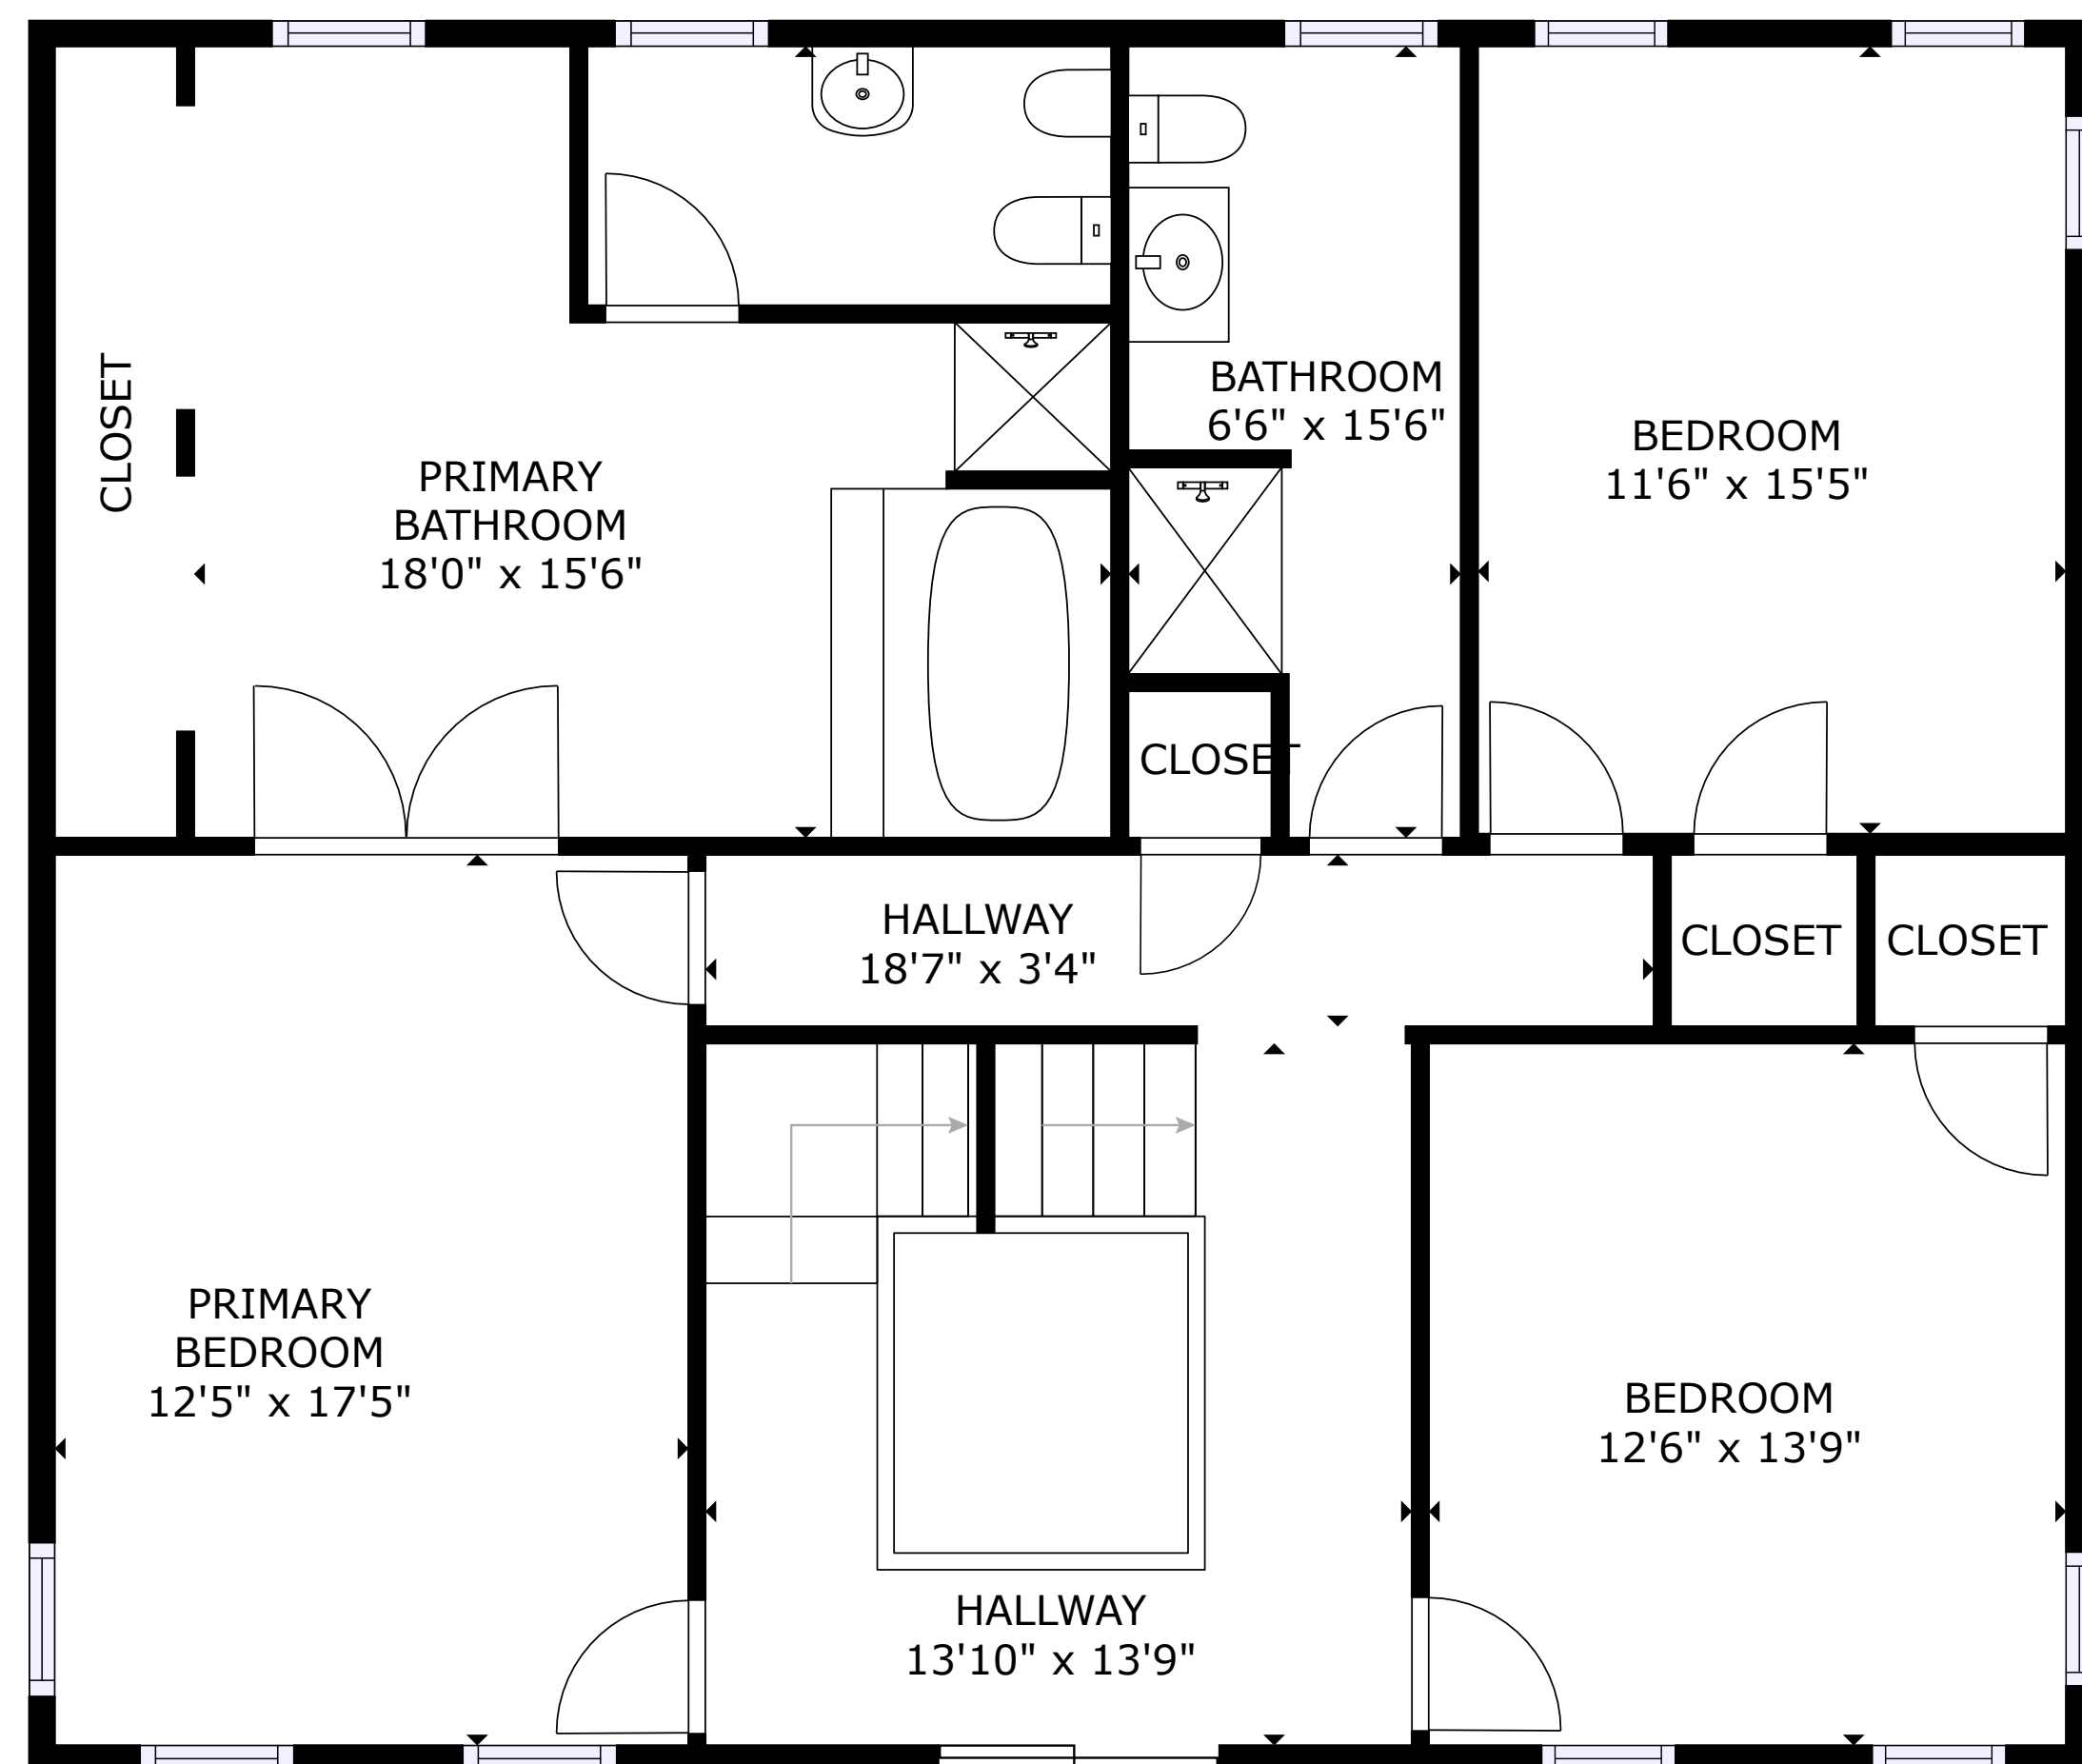 CLOSET
PRIMARY
BATHROOM
18'0" x 15'6"
BATHROOM
6'6" x 15'6"
BEDROOM
11'6" x 15'5"
CLOSET
HALLWAY
18'7" x 3'4"
CLOSET
CLOSET
PRIMARY
BEDROOM
12'5" x 17'5"
HALLWAY
13'10" x 13'9"
BEDROOM
12'6" x 13'9"